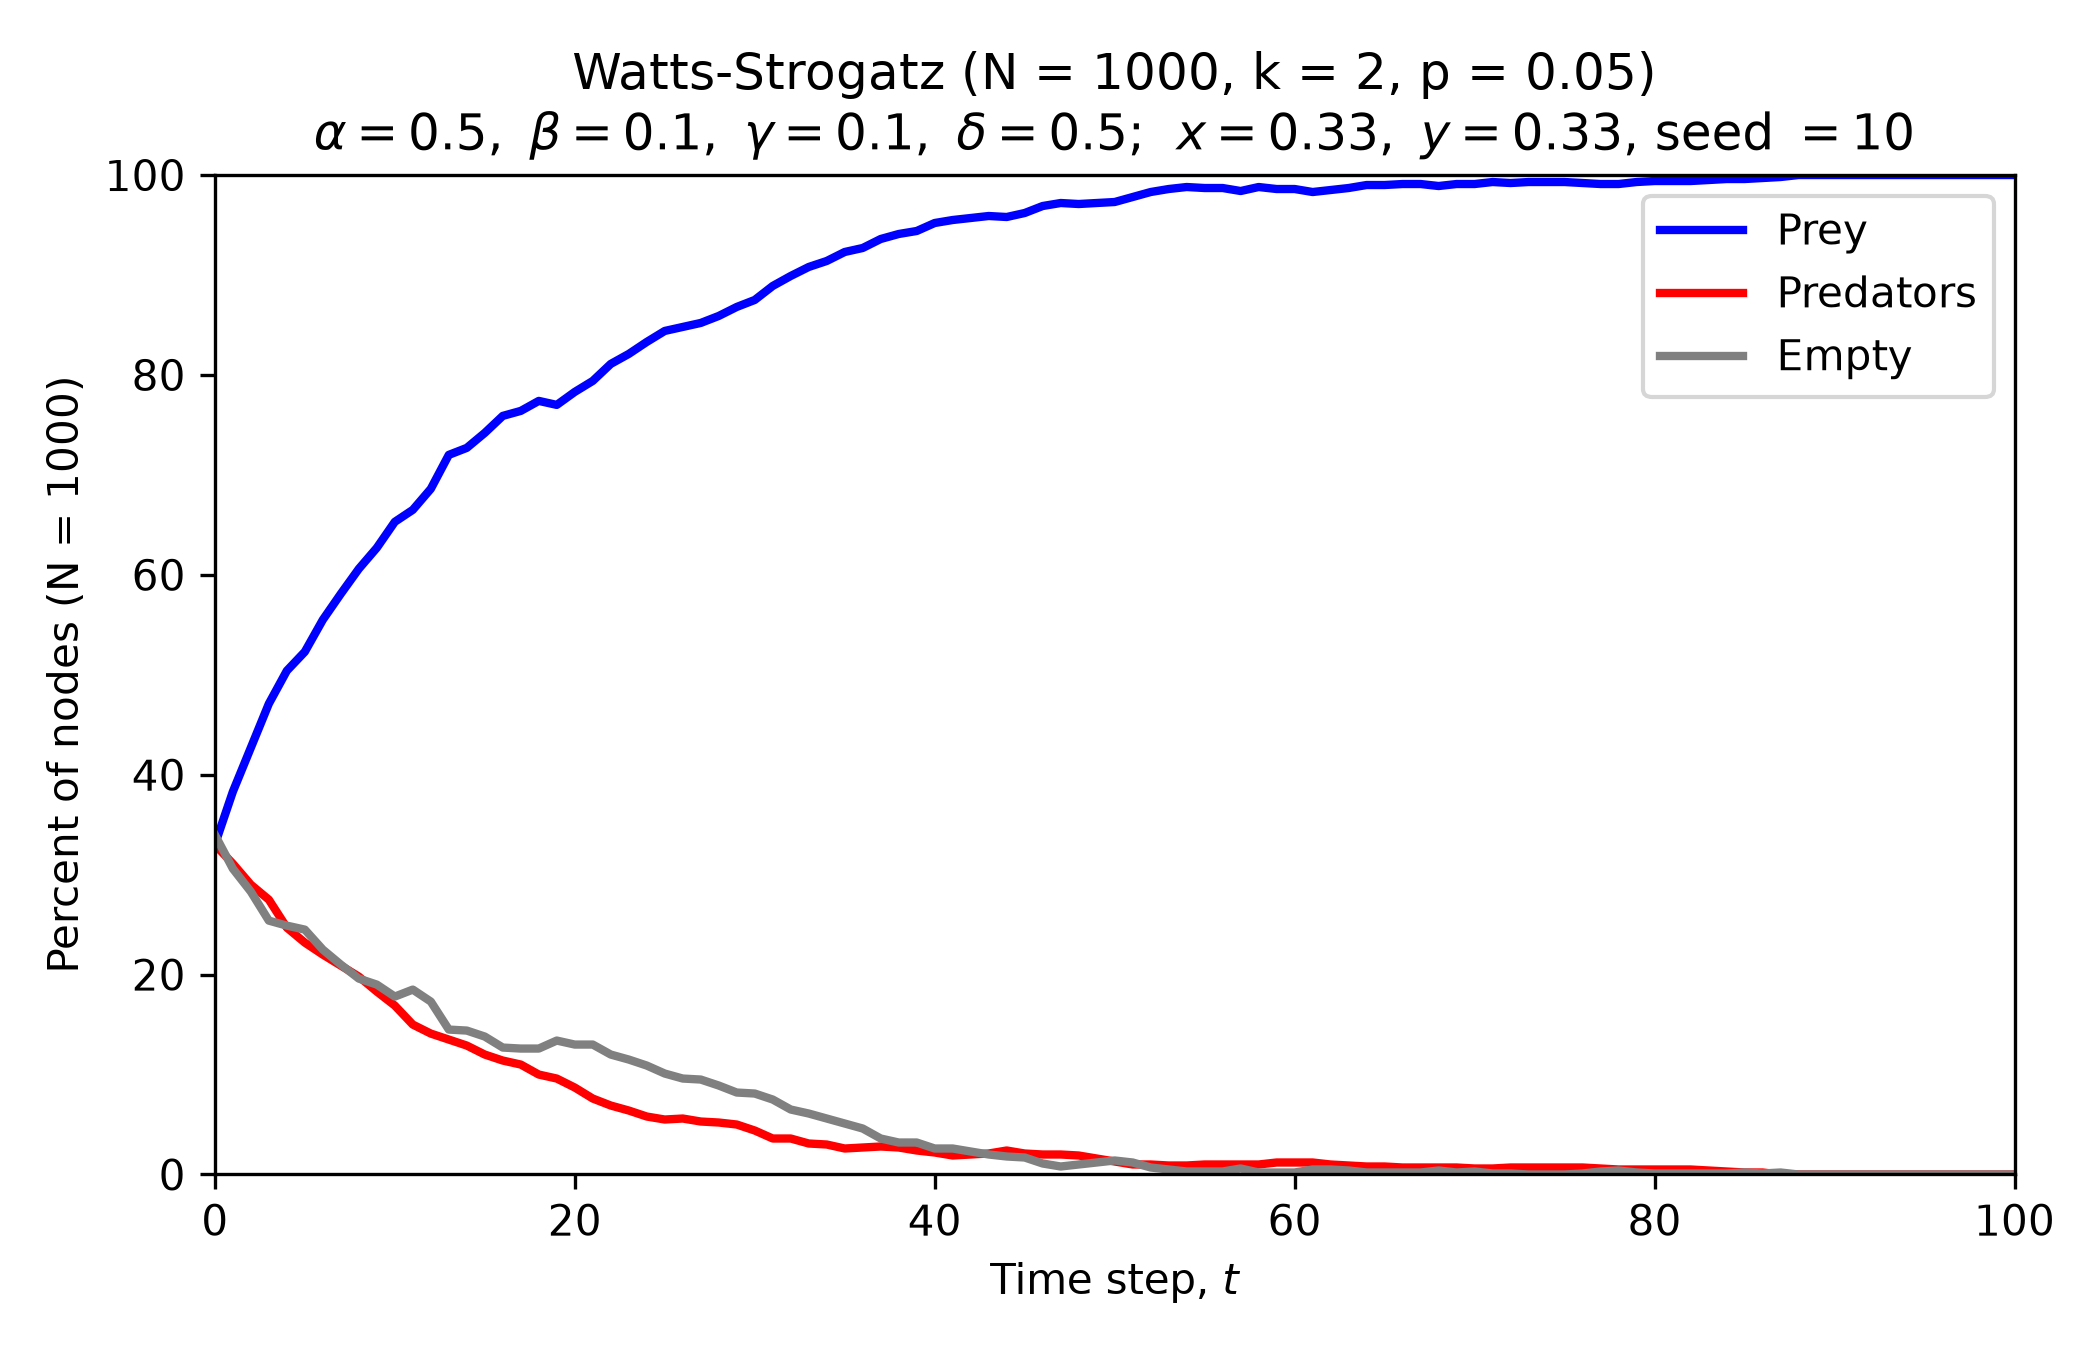 Watts-Strogatz (N = 1000, k = 2, p = 0.05)
α = 0.5, β = 0.1, γ = 0.1, δ = 0.5; x = 0.33, y = 0.33, seed = 10
100
80
60
40
20
0
Percent of nodes (N = 1000)
Prey
Predators
Empty
0 20 40 60 80 100
Time step, t